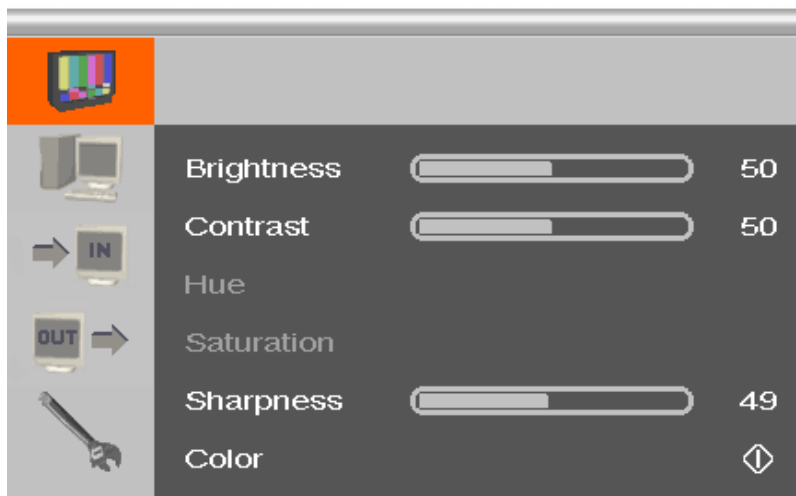 Brightness 50
Contrast 50
IN
Hue
OUT
Saturation
Sharpness 49
Color